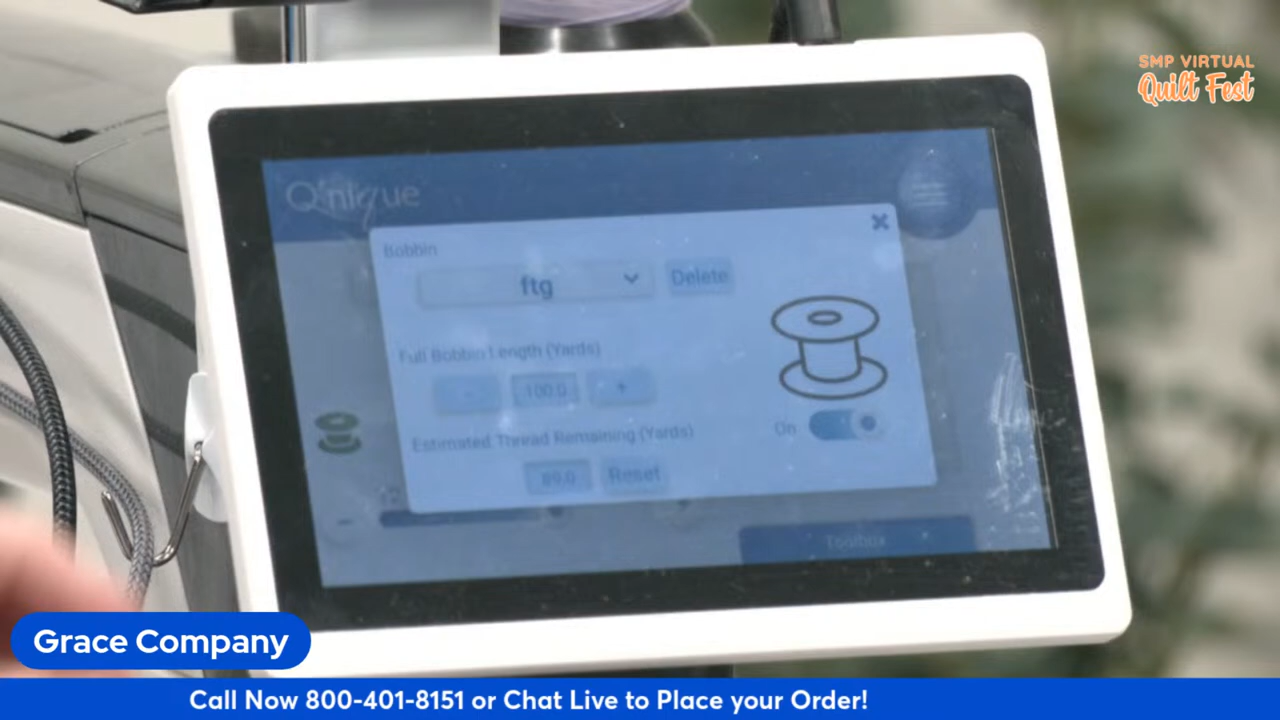 SMP VIRTUAL
Quilt Fest
Q'nique
Bobbin
ftg
Delete
Full Bobbin Length (Yards)
-
100.0
+
Estimated Thread Remaining (Yards)
On
89.0
Reset
Toolbox
Grace Company
Call Now 800-401-8151 or Chat Live to Place your Order!